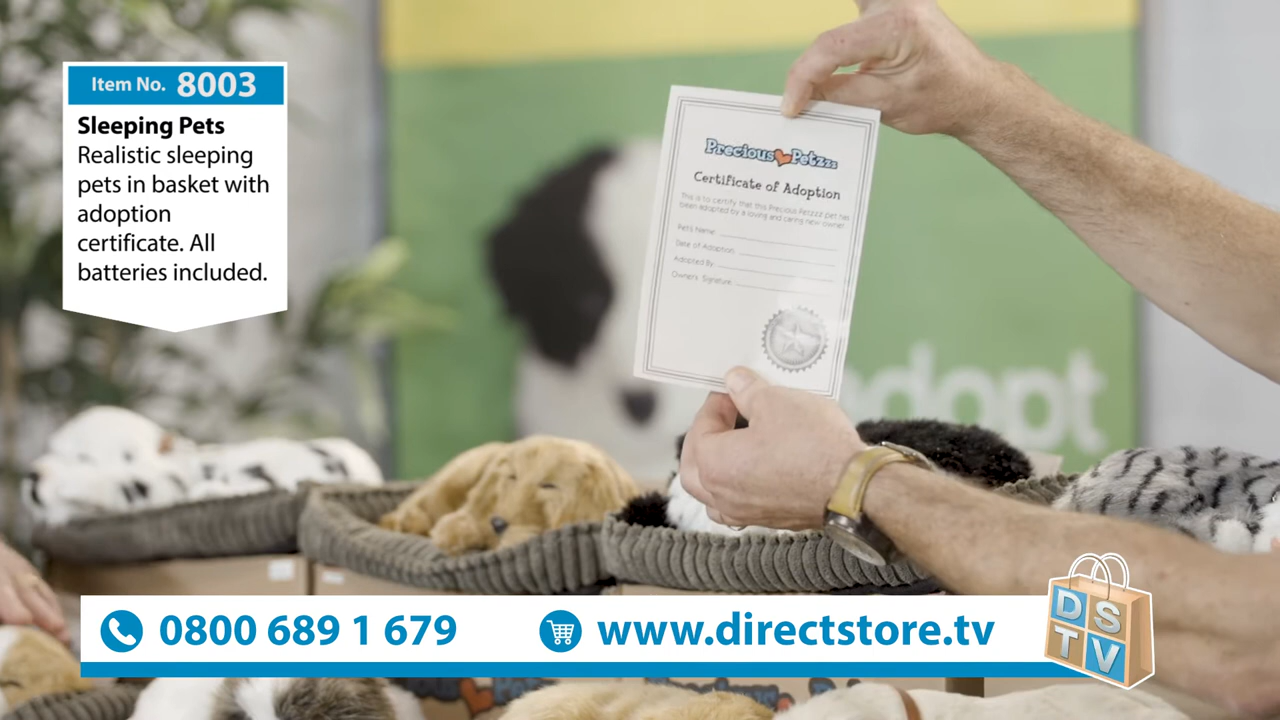 Item No. 8003
Sleeping Pets
Realistic sleeping
pets in basket with
adoption
certificate. All
batteries included.
Precious Petzzz
Certificate of Adoption
This is to certify that this Precious Petzzz pet has
been adopted by a loving and caring new owner.
Pet's Name:
Date of Adoption:
Adopted By:
Owners Signature:
adopt
0800 689 1 679
www.directstore.tv
DS
TV